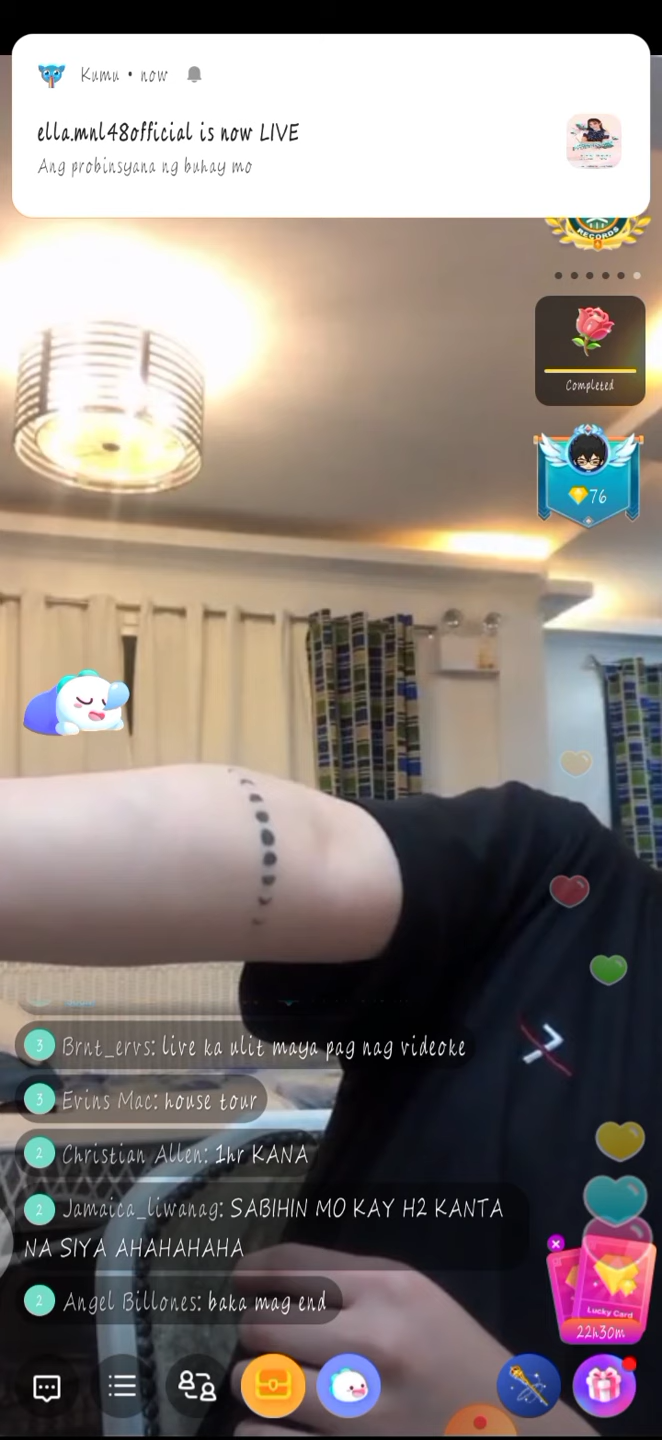 Kumu • now
ella.mnl48official is now LIVE
Ang probinsyana ng buhay mo
RECORDS
Completed
76
3 Brnt_ervs: live ka ulit maya pag nag videoke
3 Evins Mac: house tour
2 Christian Allen: 1hr KANA
2 Jamaica_liwanag: SABIHIN MO KAY H2 KANTA
NA SIYA AHAHAHAHA
2 Angel Billones: baka mag end
Lucky Card
22h30m